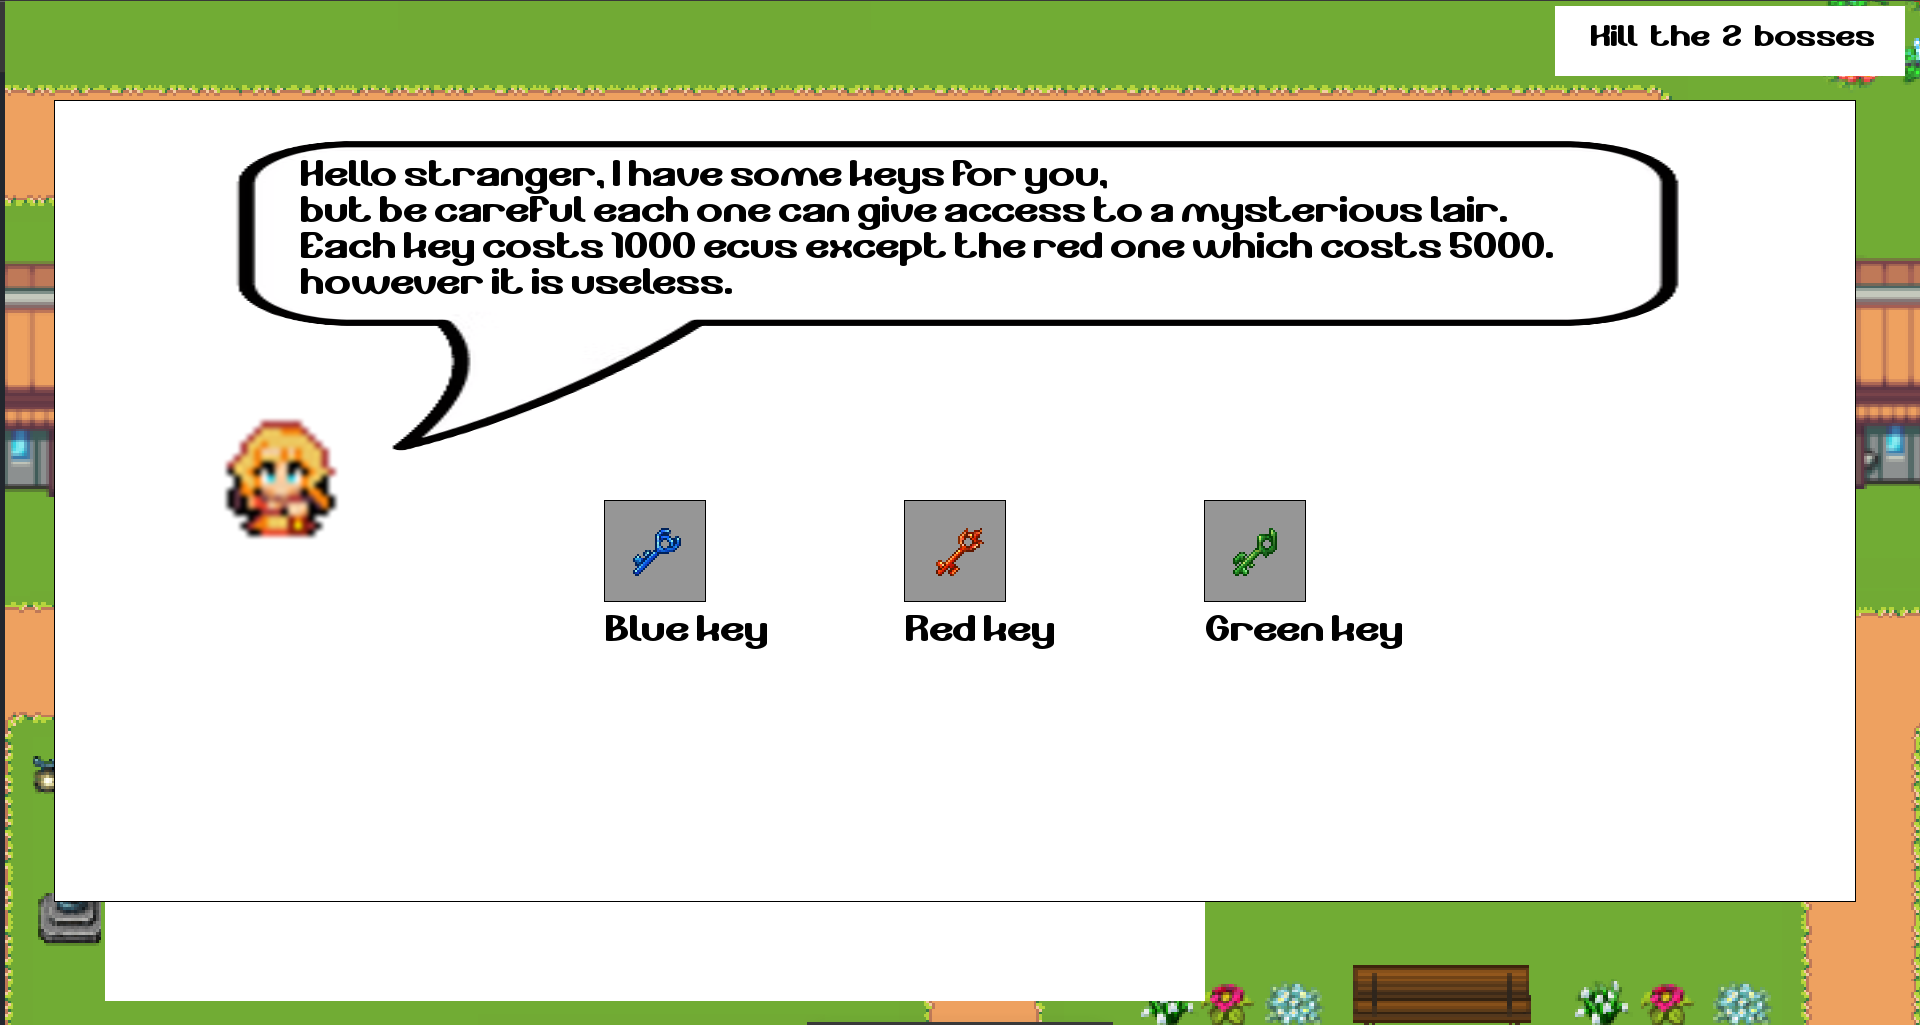 Kill the 2 bosses
Hello stranger, I have some keys for you,
but be careful each one can give access to a mysterious lair.
Each key costs 1000 ecus except the red one which costs 5000.
however it is useless.
Blue key
Red key
Green key